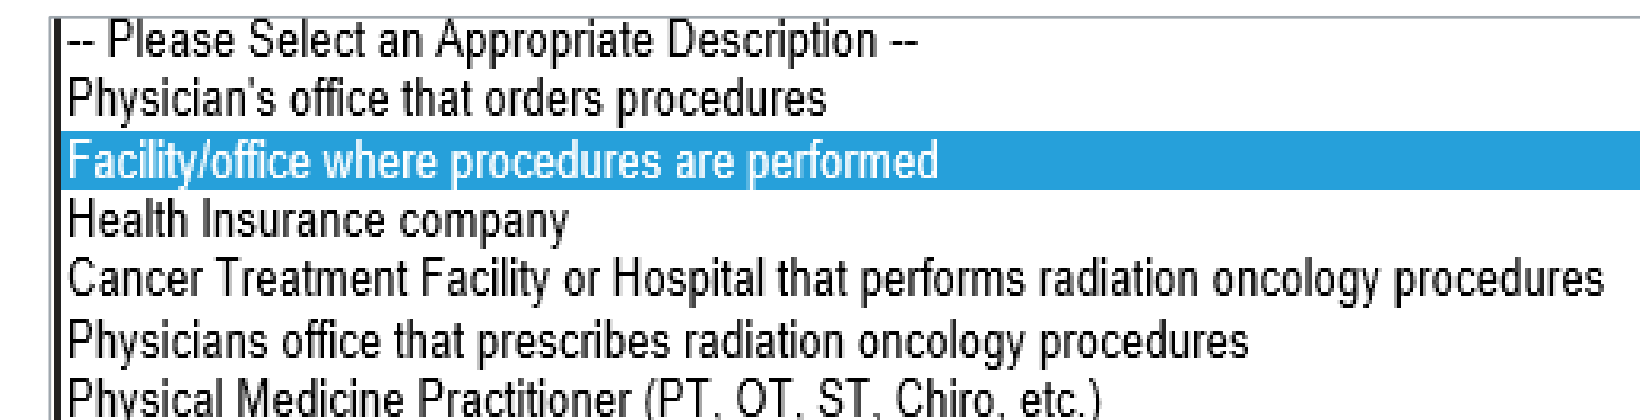 -- Please Select an Appropriate Description --
Physician's office that orders procedures
Facility/office where procedures are performed
Health Insurance company
Cancer Treatment Facility or Hospital that performs radiation oncology procedures
Physicians office that prescribes radiation oncology procedures
Physical Medicine Practitioner (PT, OT, ST, Chiro, etc.)